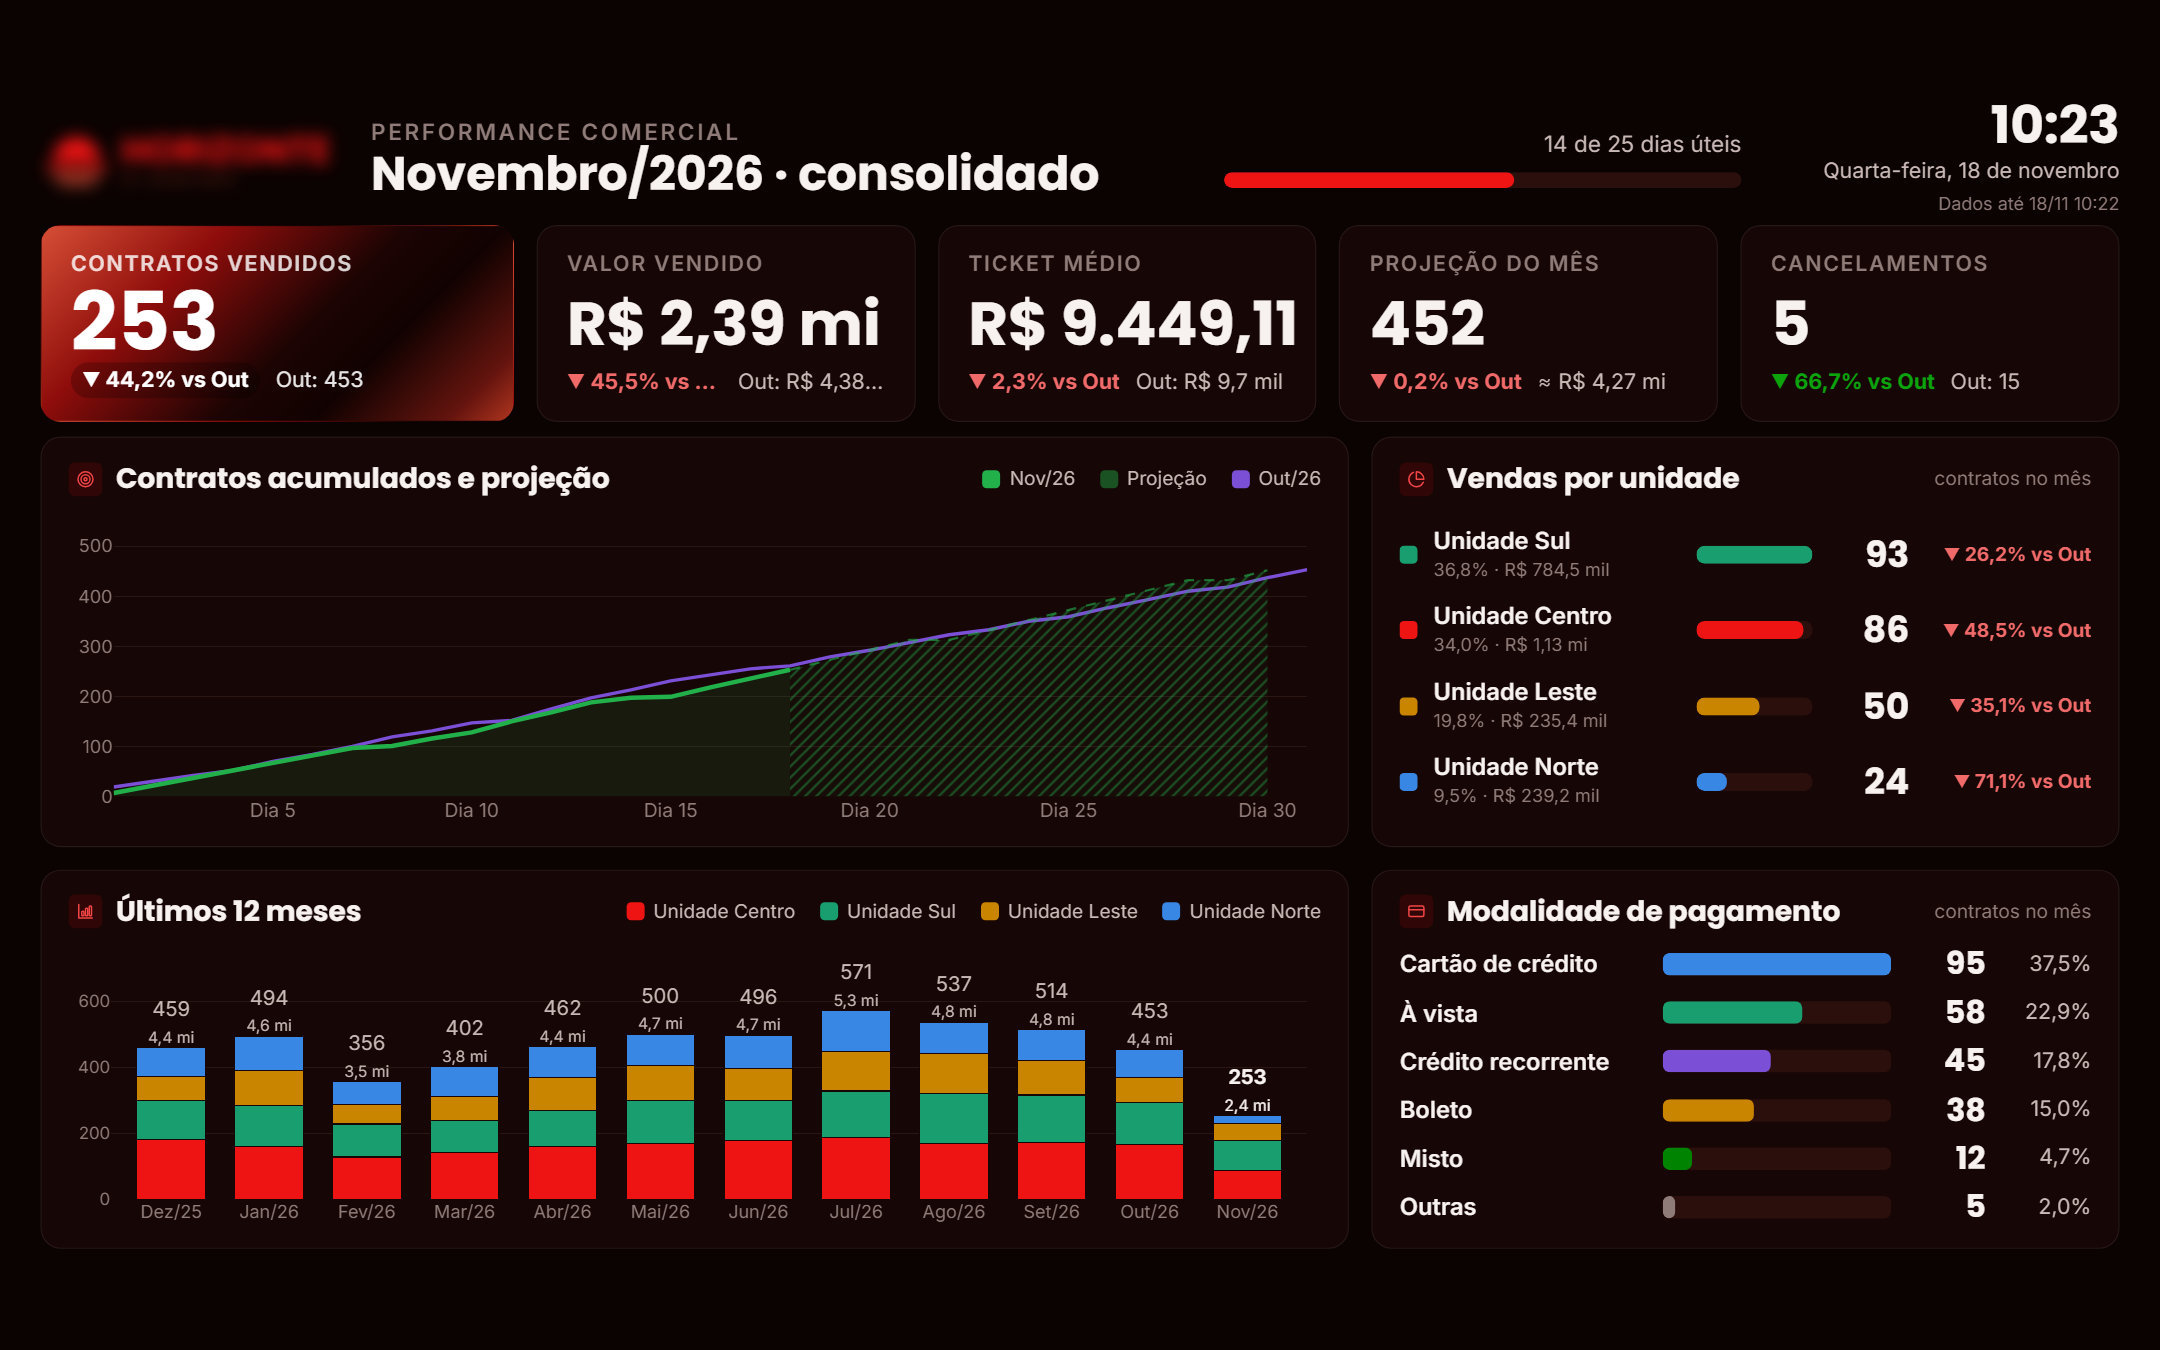 HORIZONTE
PERFORMANCE COMERCIAL
Novembro/2026 · consolidado
14 de 25 dias úteis
10:23
Quarta-feira, 18 de novembro
Dados até 18/11 10:22
CONTRATOS VENDIDOS
253
▼ 44,2% vs Out Out: 453
VALOR VENDIDO
R$ 2,39 mi
▼ 45,5% vs ... Out: R$ 4,38...
TICKET MÉDIO
R$ 9.449,11
▼ 2,3% vs Out Out: R$ 9,7 mil
PROJEÇÃO DO MÊS
452
▼ 0,2% vs Out ≈ R$ 4,27 mi
CANCELAMENTOS
5
▼ 66,7% vs Out Out: 15
Contratos acumulados e projeção
Nov/26 Projeção Out/26
500
400
300
200
100
0
Dia 5 Dia 10 Dia 15 Dia 20 Dia 25 Dia 30
Vendas por unidade
contratos no mês
Unidade Sul
36,8% · R$ 784,5 mil
93 ▼ 26,2% vs Out
Unidade Centro
34,0% · R$ 1,13 mi
86 ▼ 48,5% vs Out
Unidade Leste
19,8% · R$ 235,4 mil
50 ▼ 35,1% vs Out
Unidade Norte
9,5% · R$ 239,2 mil
24 ▼ 71,1% vs Out
Últimos 12 meses
Unidade Centro Unidade Sul Unidade Leste Unidade Norte
600
400
200
0
459
4,4 mi
494
4,6 mi
356
3,5 mi
402
3,8 mi
462
4,4 mi
500
4,7 mi
496
4,7 mi
571
5,3 mi
537
4,8 mi
514
4,8 mi
453
4,4 mi
253
2,4 mi
Dez/25 Jan/26 Fev/26 Mar/26 Abr/26 Mai/26 Jun/26 Jul/26 Ago/26 Set/26 Out/26 Nov/26
Modalidade de pagamento
contratos no mês
Cartão de crédito 95 37,5%
À vista 58 22,9%
Crédito recorrente 45 17,8%
Boleto 38 15,0%
Misto 12 4,7%
Outras 5 2,0%